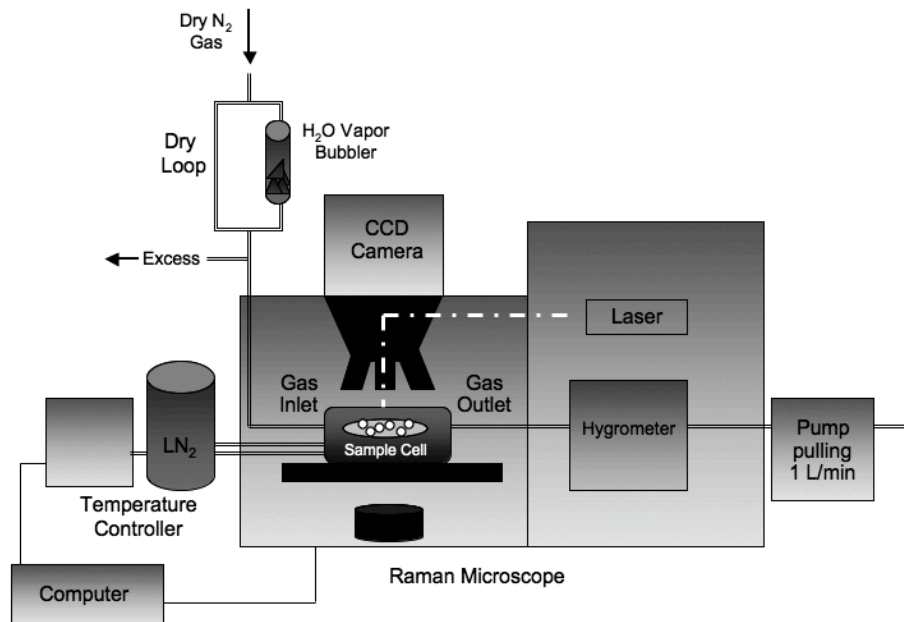 Dry N₂
Gas
Dry
Loop
H₂O Vapor
Bubbler
Excess
CCD
Camera
Laser
Gas
Inlet
Gas
Outlet
LN₂
Sample Cell
Hygrometer
Pump
pulling
1 L/min
Temperature
Controller
Raman Microscope
Computer